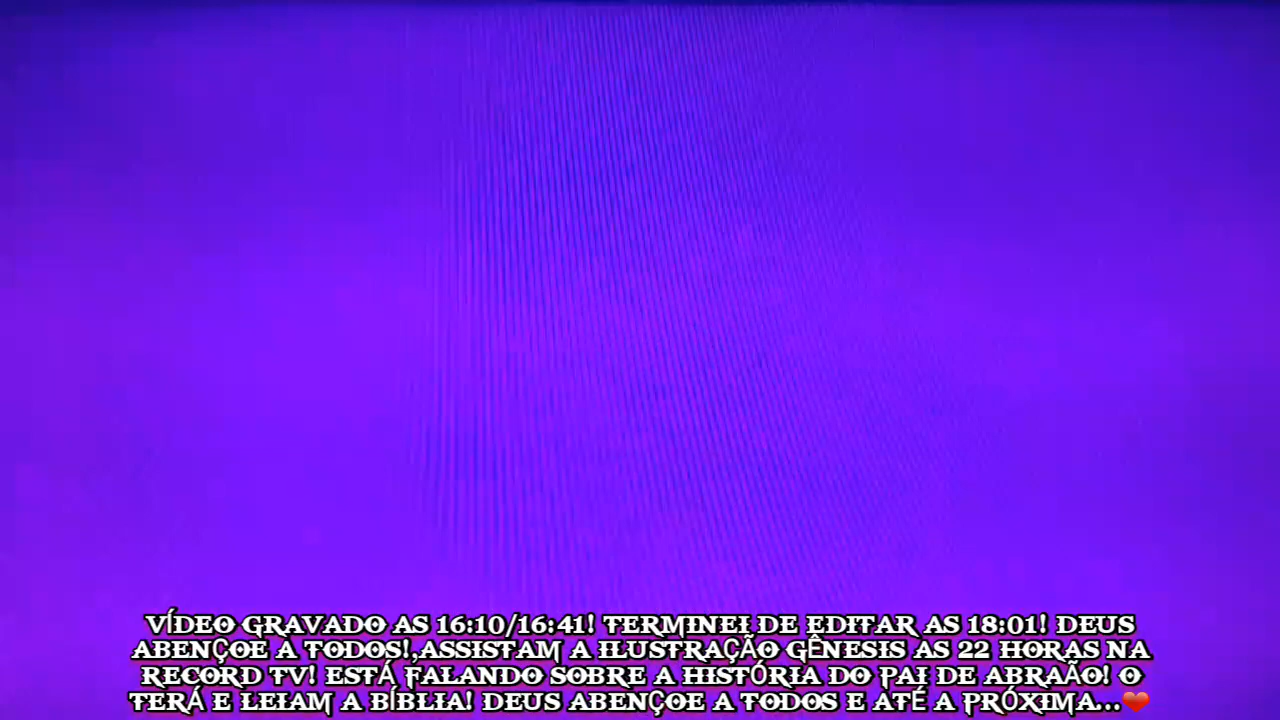 VÍDEO GRAVADO AS 16:10/16:41! TERMINEI DE EDITAR AS 18:01! DEUS
ABENÇOE A TODOS!,ASSISTAM A ILUSTRAÇÃO GÊNESIS AS 22 HORAS NA
RECORD TV! ESTÁ FALANDO SOBRE A HISTÓRIA DO PAI DE ABRAÃO! O
TERÁ E LEIAM A BÍBLIA! DEUS ABENÇOE A TODOS E ATÉ A PRÓXIMA...❤️